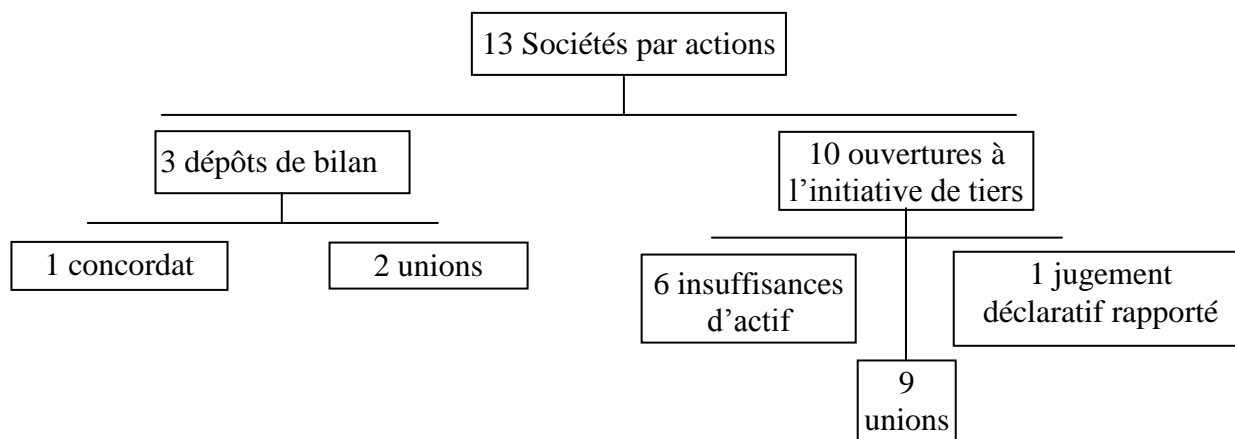 13 Sociétés par actions
3 dépôts de bilan
10 ouvertures à
l’initiative de tiers
1 concordat
2 unions
6 insuffisances
d’actif
1 jugement
déclaratif rapporté
9
unions